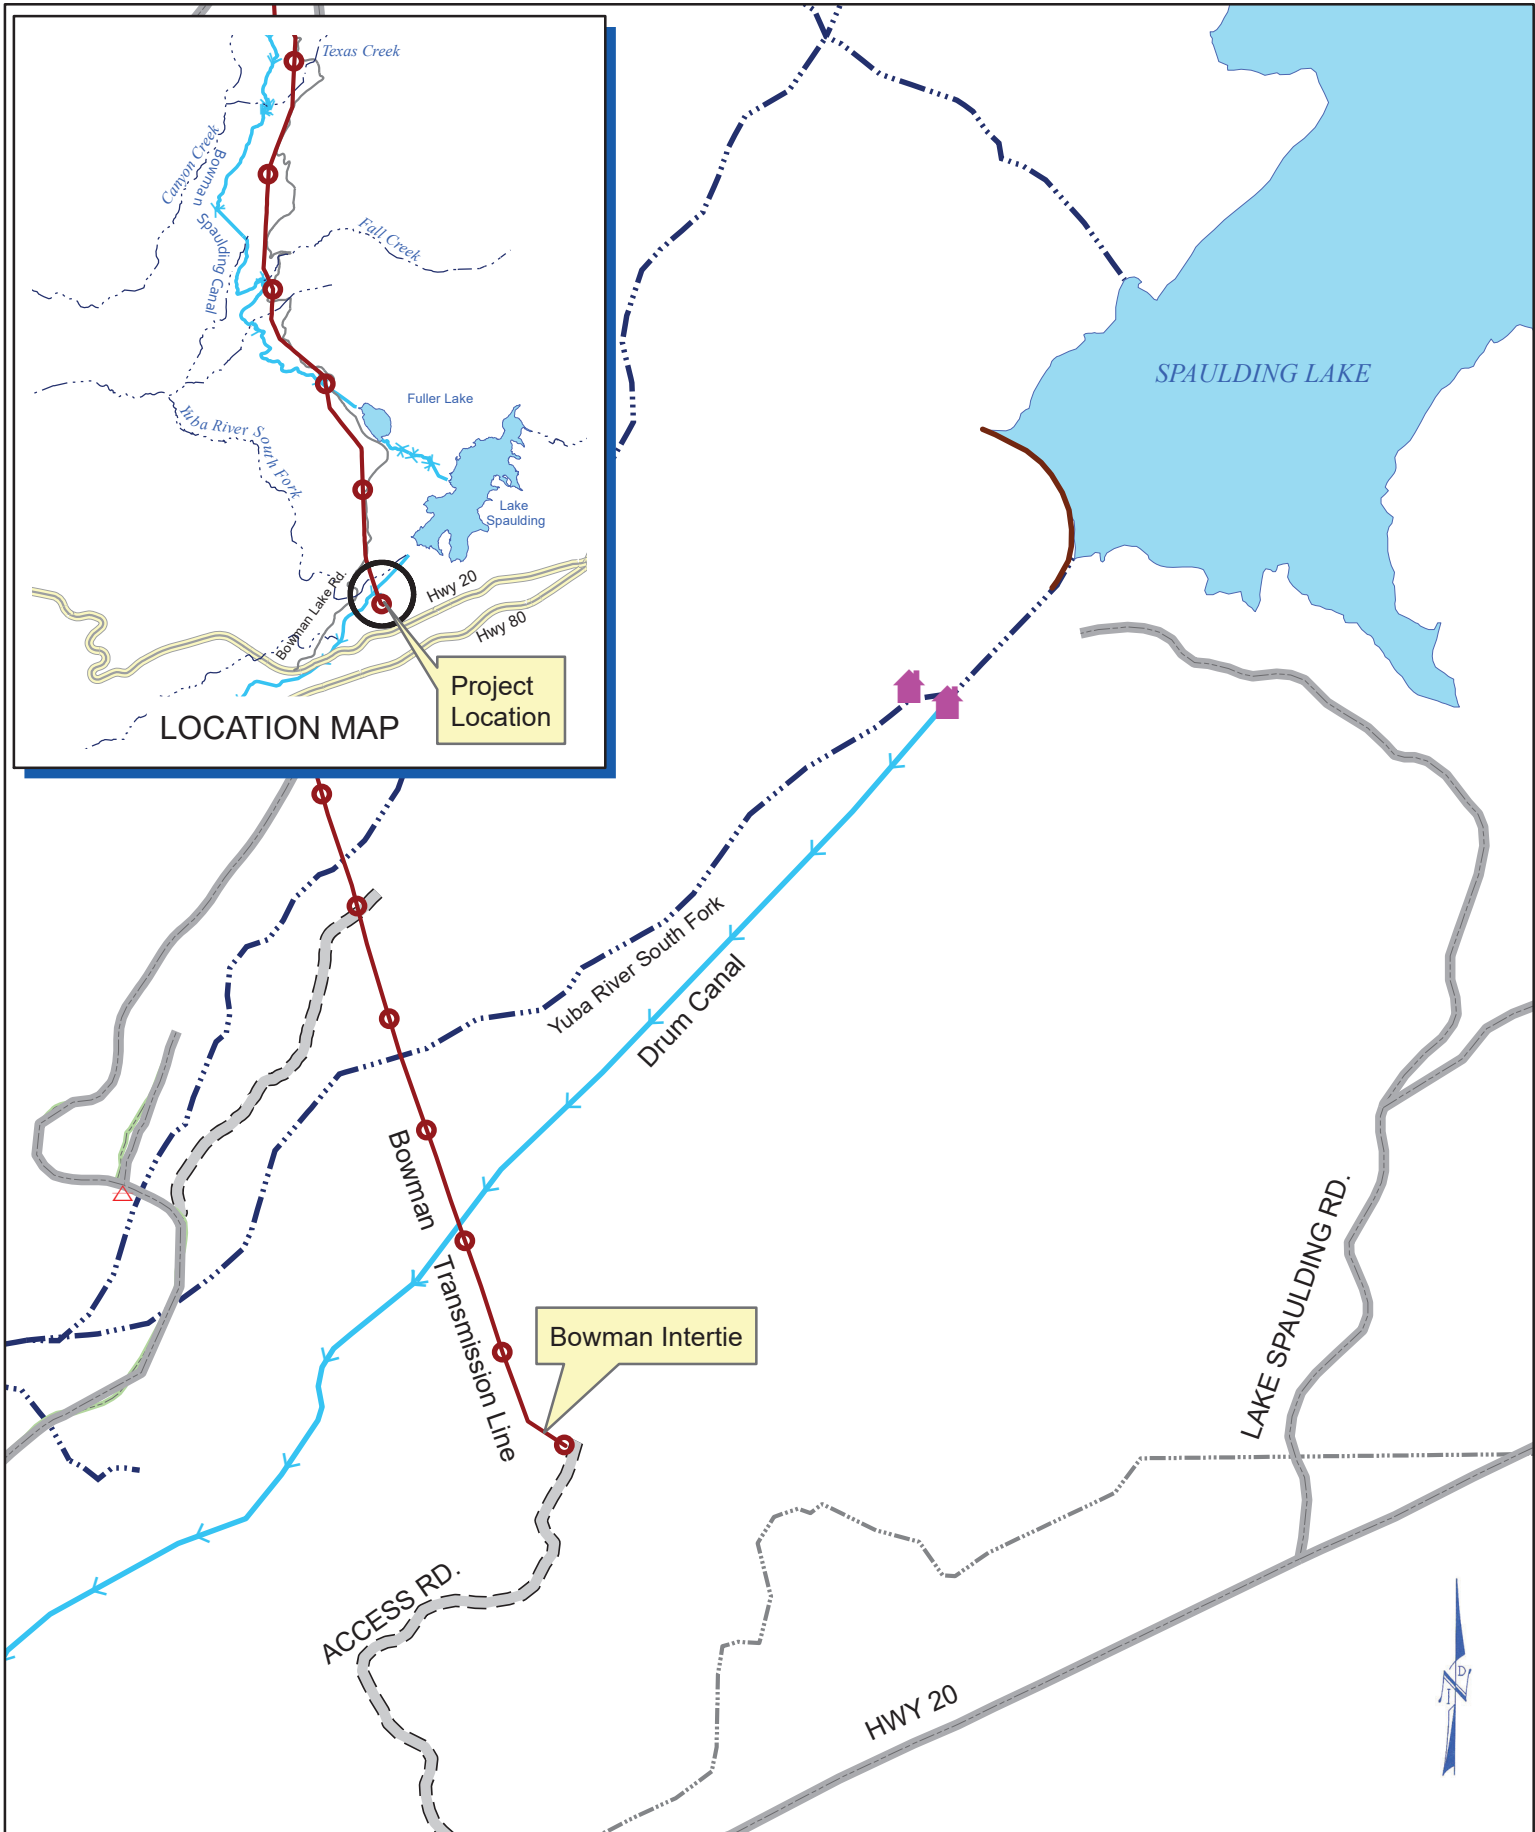 Texas Creek
Canyon Creek
Bowman Spaulding Canal
Fall Creek
Fuller Lake
Yuba River South Fork
Lake
Spaulding
Bowman Lake Rd.
Hwy 20
Hwy 80
Project
Location
LOCATION MAP
SPAULDING LAKE
Yuba River South Fork
Drum Canal
Bowman Transmission Line
Bowman Intertie
LAKE SPAULDING RD.
ACCESS RD.
HWY 20
N I D